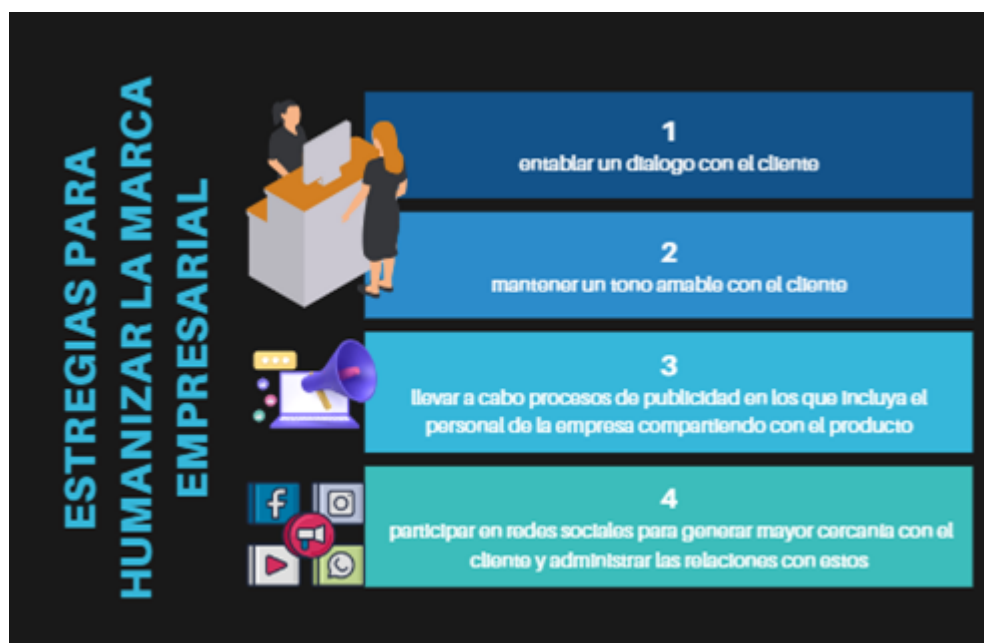 ESTREGIAS PARA
HUMANIZAR LA MARCA
EMPRESARIAL
1
entablar un dialogo con el cliente
2
mantener un tono amable con el cliente
3
llevar a cabo procesos de publicidad en los que incluya el
personal de la empresa compartiendo con el producto
4
participar en redes sociales para generar mayor cercania con el
cliente y administrar las relaciones con estos